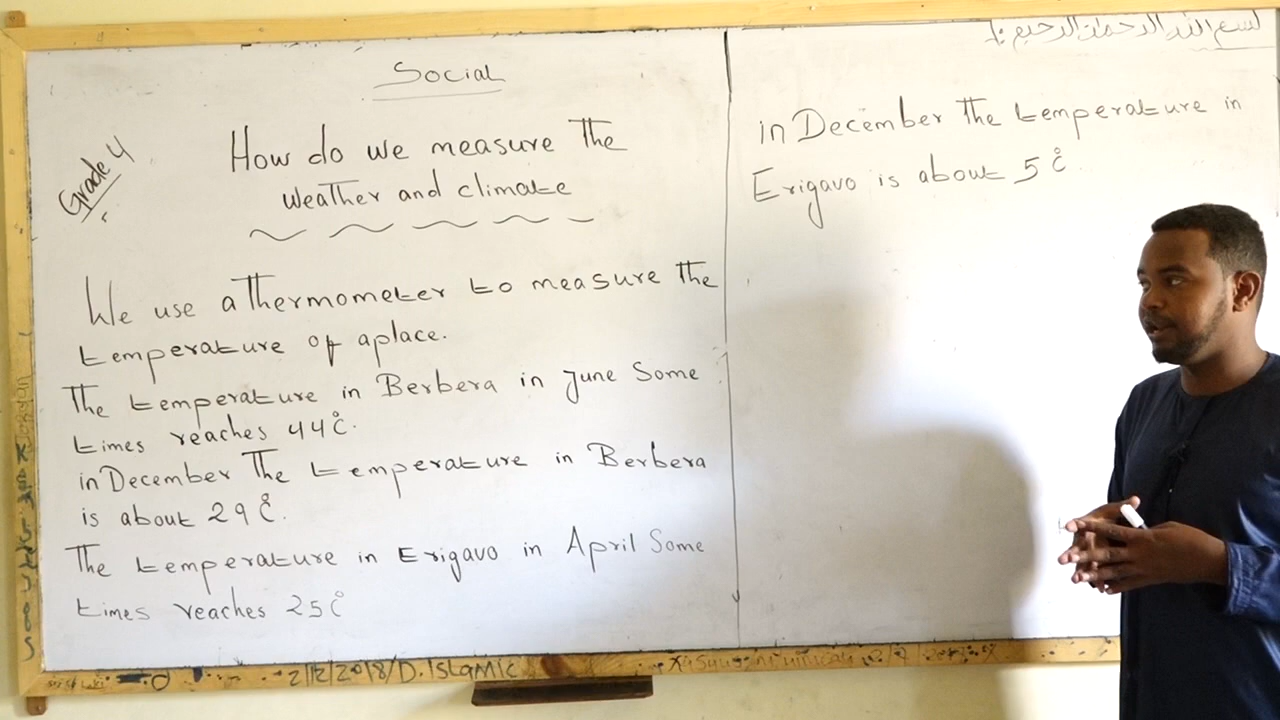 بسم الله الرحمن الرحيم :/
Social
Grade 4
How do we measure the
weather and climate
We use a thermometer to measure the
temperature of aplace.
The temperature in Berbera in June Some
times reaches 44°C.
in December The temperature in Berbera
is about 29°C.
The temperature in Erigavo in April Some
times reaches 25°C
in December The temperature in
Erigavo is about 5°C
2/12/2018/D.IsLaMic